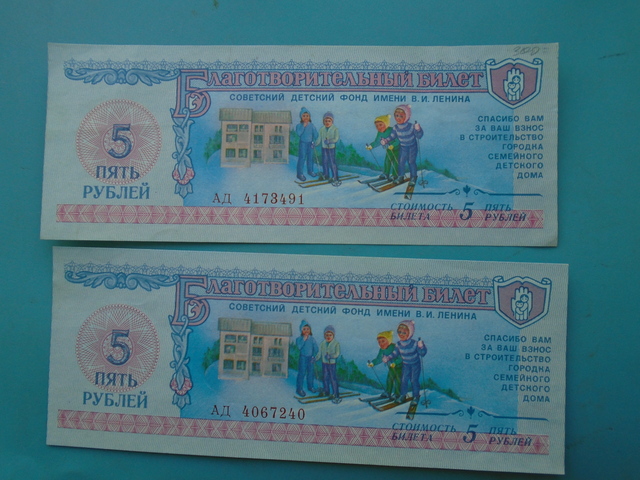 300=
Благотворительный билет
СОВЕТСКИЙ ДЕТСКИЙ ФОНД ИМЕНИ В.И. ЛЕНИНА
5
ПЯТЬ
РУБЛЕЙ
СПАСИБО ВАМ
ЗА ВАШ ВЗНОС
В СТРОИТЕЛЬСТВО
ГОРОДКА
СЕМЕЙНОГО
ДЕТСКОГО
ДОМА
АД 4173491
СТОИМОСТЬ БИЛЕТА 5 ПЯТЬ РУБЛЕЙ
Благотворительный билет
СОВЕТСКИЙ ДЕТСКИЙ ФОНД ИМЕНИ В.И. ЛЕНИНА
5
ПЯТЬ
РУБЛЕЙ
СПАСИБО ВАМ
ЗА ВАШ ВЗНОС
В СТРОИТЕЛЬСТВО
ГОРОДКА
СЕМЕЙНОГО
ДЕТСКОГО
ДОМА
АД 4067240
СТОИМОСТЬ БИЛЕТА 5 ПЯТЬ РУБЛЕЙ